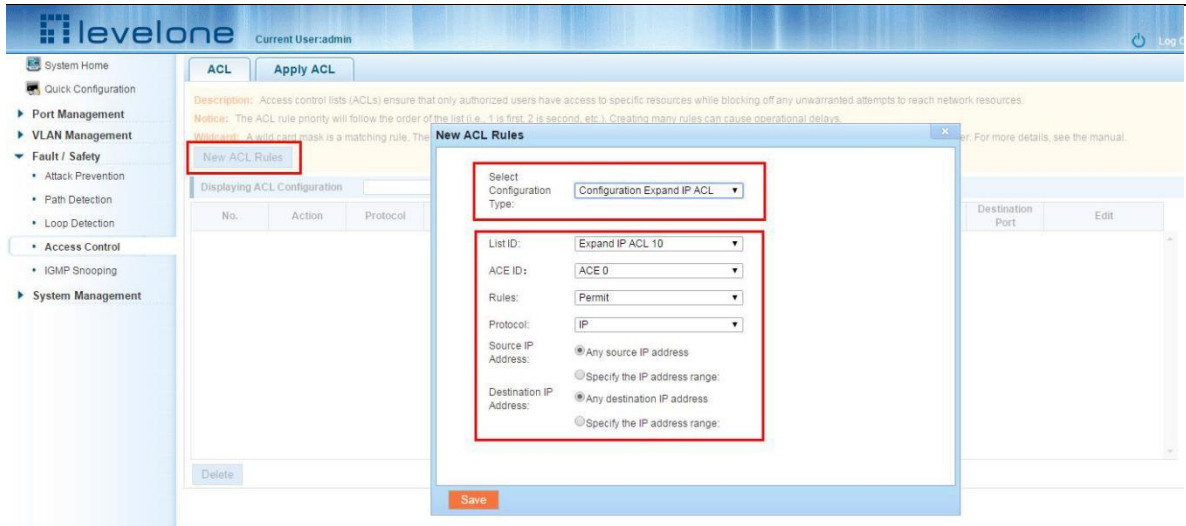 levelone
Current User:admin
Log
System Home
Quick Configuration
Port Management
VLAN Management
Fault / Safety
Attack Prevention
Path Detection
Loop Detection
Access Control
IGMP Snooping
System Management
ACL
Apply ACL
Description: Access control lists (ACLs) ensure that only authorized users have access to specific resources while blocking off any unwarranted attempts to reach network resources.
Notice: The ACL rule priority will follow the order of the list (i.e., 1 is first, 2 is second, etc.). Creating many rules can cause operational delays.
Wildcard: A wild card mask is a matching rule. The
For more details, see the manual.
New ACL Rules
Displaying ACL Configuration
No.
Action
Protocol
Destination
Port
Edit
Delete
New ACL Rules
Select
Configuration
Type:
Configuration Expand IP ACL
List ID:
Expand IP ACL 10
ACE ID:
ACE 0
Rules:
Permit
Protocol:
IP
Source IP
Address:
Any source IP address
Specify the IP address range:
Destination IP
Address:
Any destination IP address
Specify the IP address range:
Save